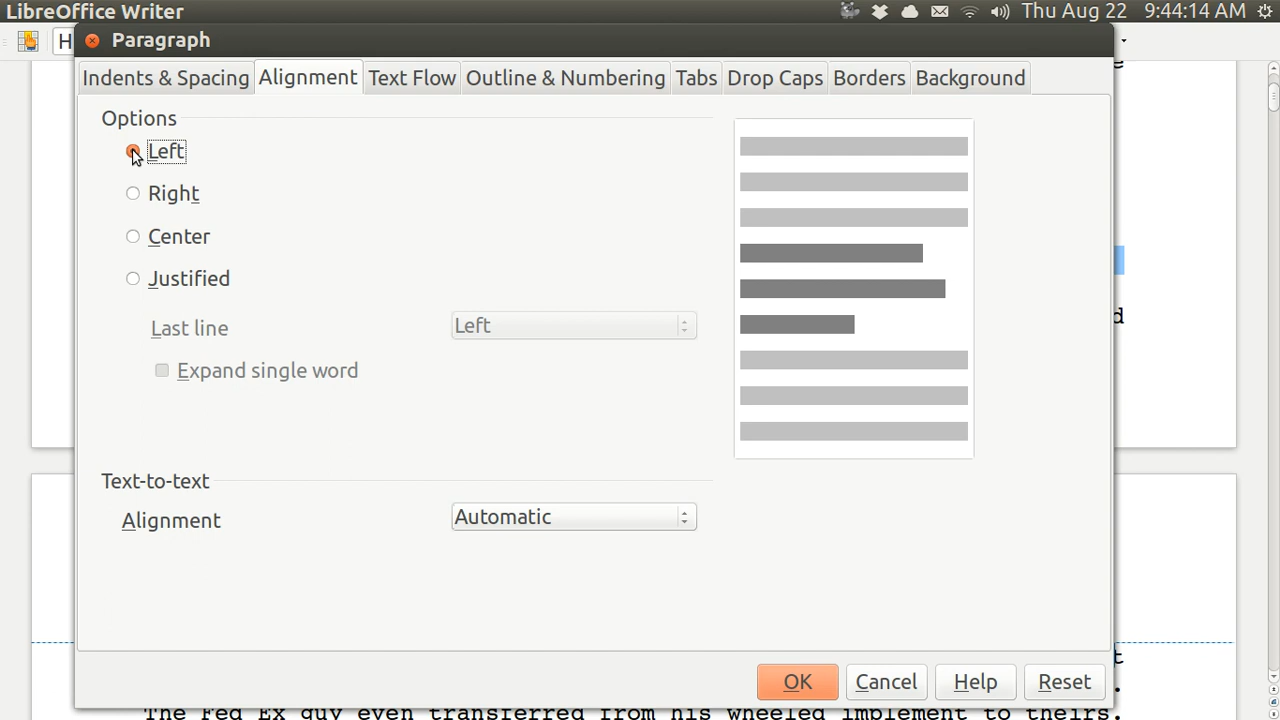 LibreOffice Writer Thu Aug 22 9:44:14 AM
H
Paragraph
Indents & Spacing Alignment Text Flow Outline & Numbering Tabs Drop Caps Borders Background
Options
Left
Right
Center
Justified
Last line Left
Expand single word
d
Text-to-text
Alignment Automatic
t
OK Cancel Help Reset
The Fed Ex guy even transferred from his wheeled implement to theirs.